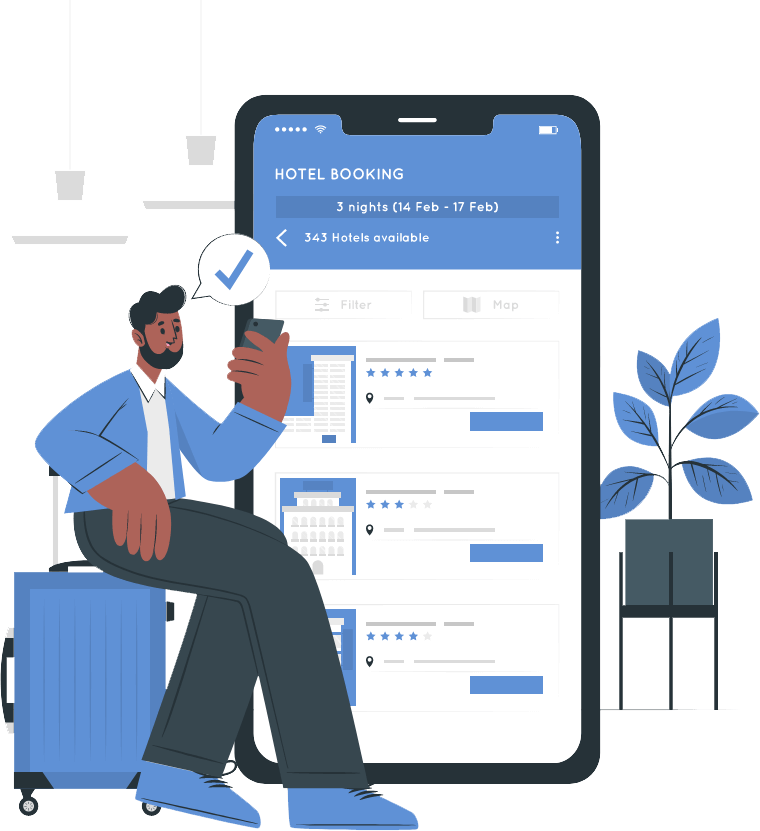 HOTEL BOOKING
3 nights (14 Feb - 17 Feb)
343 Hotels available
Filter
Map